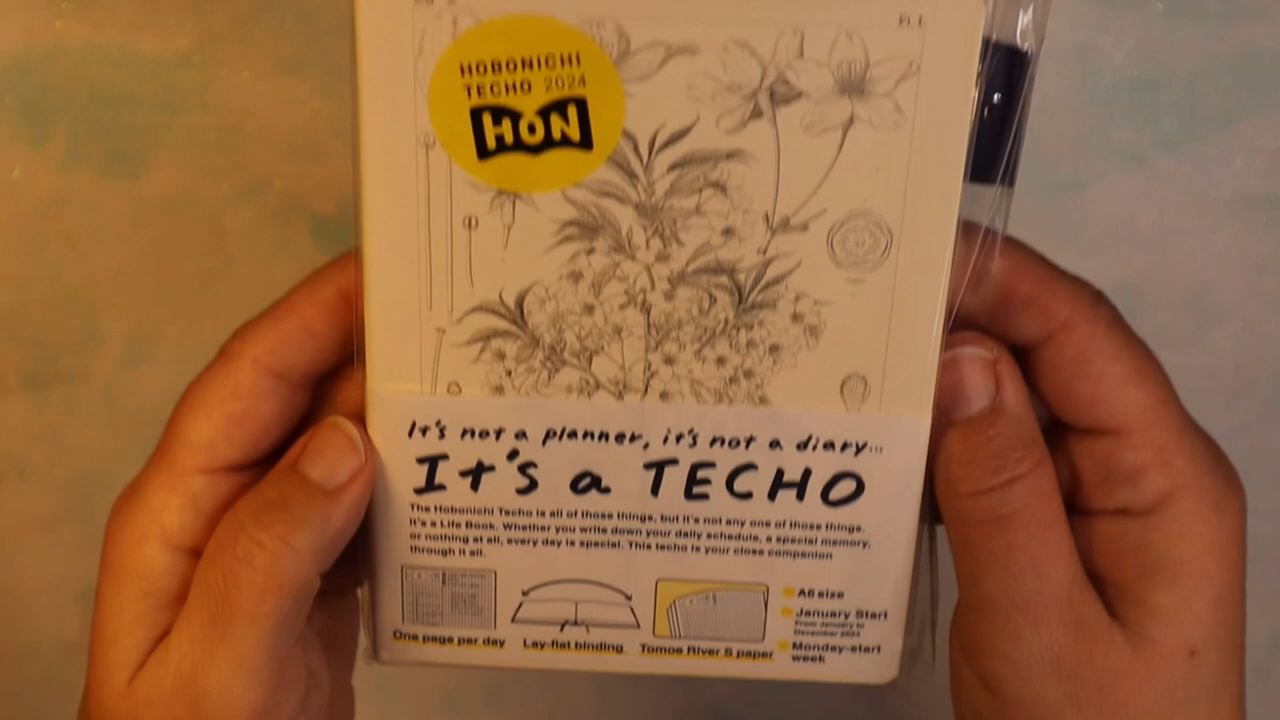 HOBONICHI
TECHO 2024
HON
It's not a planner, it's not a diary...
It's a TECHO
The Hobonichi Techo is all of those things, but it's not any one of those things.
It's a Life Book. Whether you write down your daily schedule, a special memory,
or nothing at all, every day is special. This techo is your close companion
through it all.
One page per day
Lay-flat binding
Tomoe River S paper
A6 size
January Start
From January to
December 2024
Monday-start
week